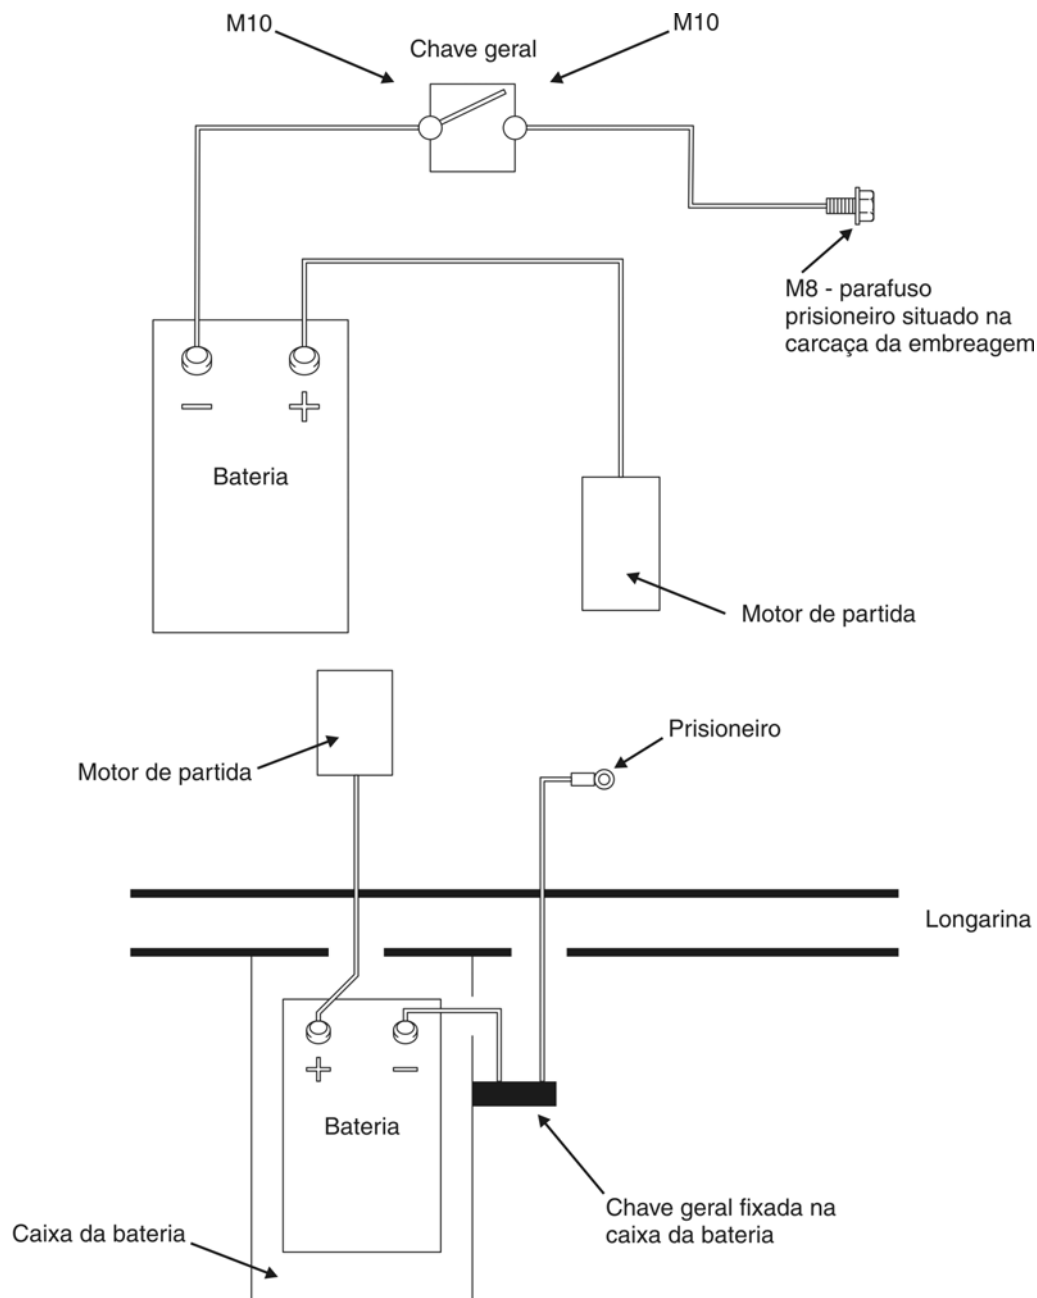 M10
M10
Chave geral
M8 - parafuso
prisioneiro situado na
carcaça da embreagem
Bateria
Motor de partida
Prisioneiro
Motor de partida
Longarina
Bateria
Chave geral fixada na
caixa da bateria
Caixa da bateria